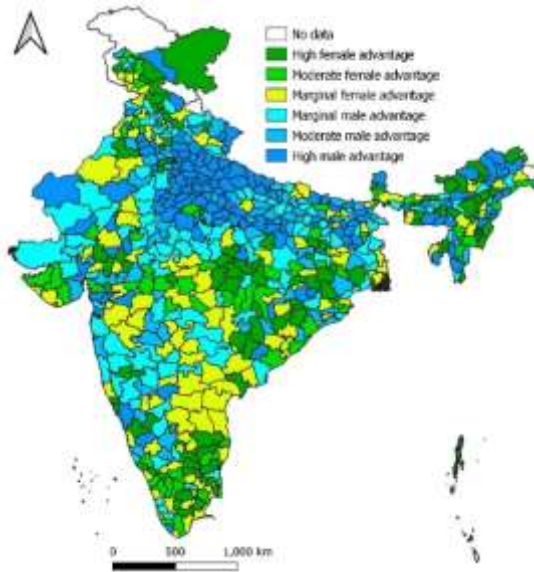 No data
High female advantage
Moderate female advantage
Marginal female advantage
Marginal male advantage
Moderate male advantage
High male advantage
0 500 1,000 km